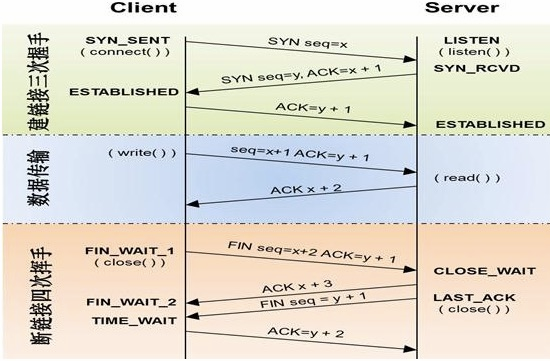 Client
Server
建链接三次握手
SYN_SENT
(connect())
SYN seq=x
LISTEN
(listen())
SYN_RCVD
SYN seq=y, ACK=x + 1
ESTABLISHED
ACK=y + 1
ESTABLISHED
数据传输
(write())
seq=x+1 ACK=y + 1
(read())
ACK x + 2
断链接四次挥手
FIN_WAIT_1
(close())
FIN seq=x+2 ACK=y + 1
CLOSE_WAIT
ACK x + 3
FIN_WAIT_2
FIN seq = y + 1
LAST_ACK
(close())
TIME_WAIT
ACK=y + 2